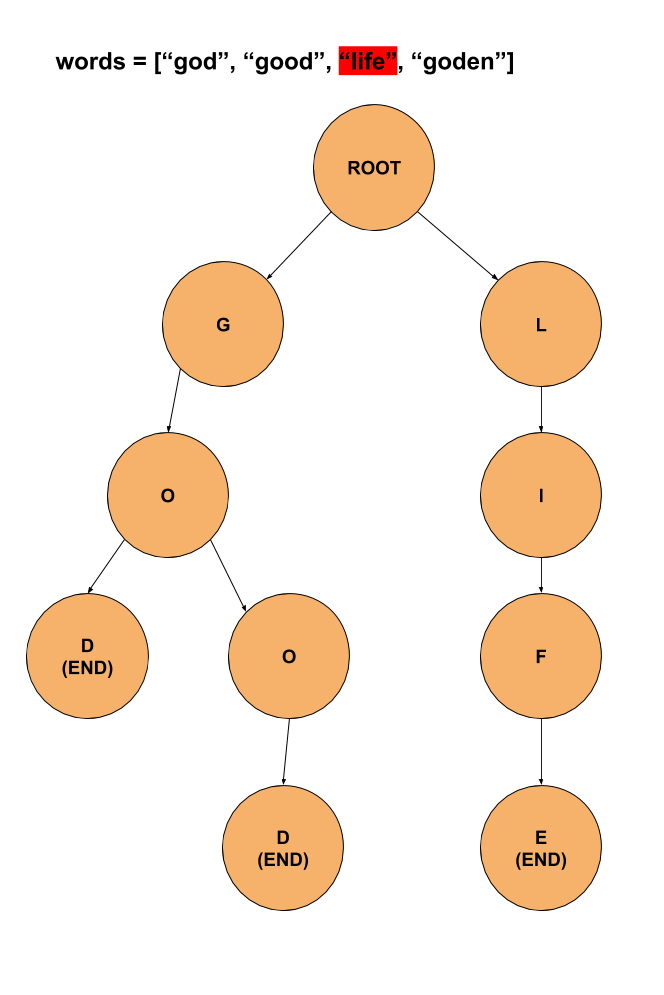 words = [“god”, “good”, “life”, “goden”]
ROOT
G
L
O
I
D
(END)
O
F
D
(END)
E
(END)